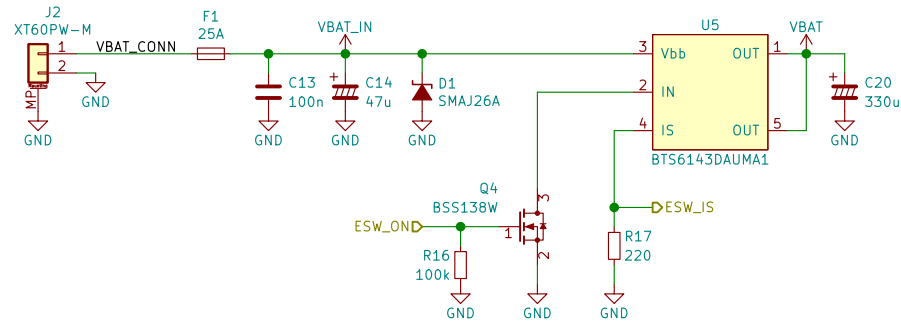 J2
XT60PW-M
1
2
MP
GND
GND
VBAT_CONN
F1
25A
VBAT_IN
C13
100n
GND
C14
47u
GND
D1
SMAJ26A
GND
U5
3
Vbb
OUT
1
2
IN
4
IS
OUT
5
BTS6143DAUMA1
VBAT
C20
330u
GND
Q4
BSS138W
3
1
2
ESW_ON
R16
100k
GND
GND
ESW_IS
R17
220
GND